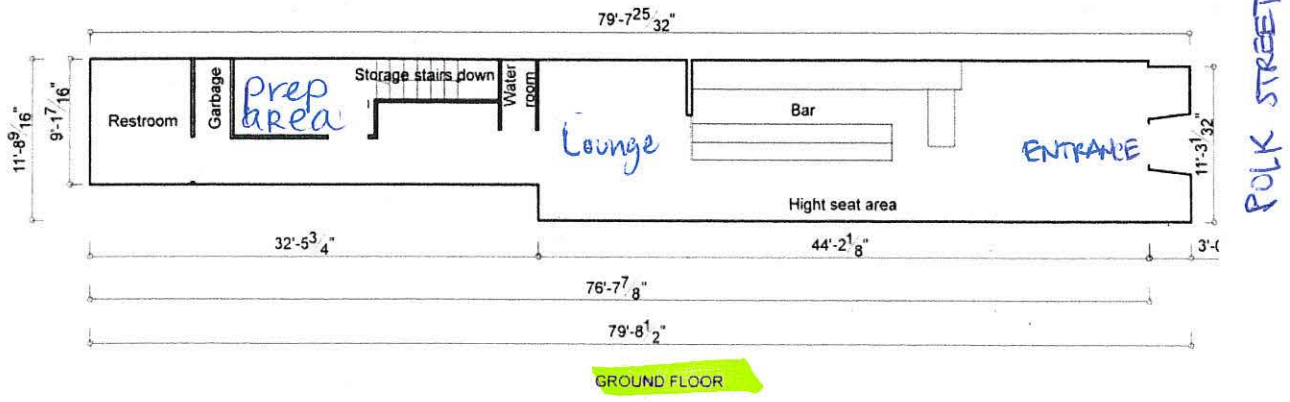 79'-7 25/32"
POLK STREET
Restroom
Garbage
Prep
AREA
Storage stairs down
Water
room
Lounge
Bar
ENTRANCE
Hight seat area
11'-8 9/16"
9'-1 7/16"
11'-3 1/32"
32'-5 3/4"
44'-2 1/8"
76'-7 7/8"
79'-8 1/2"
GROUND FLOOR